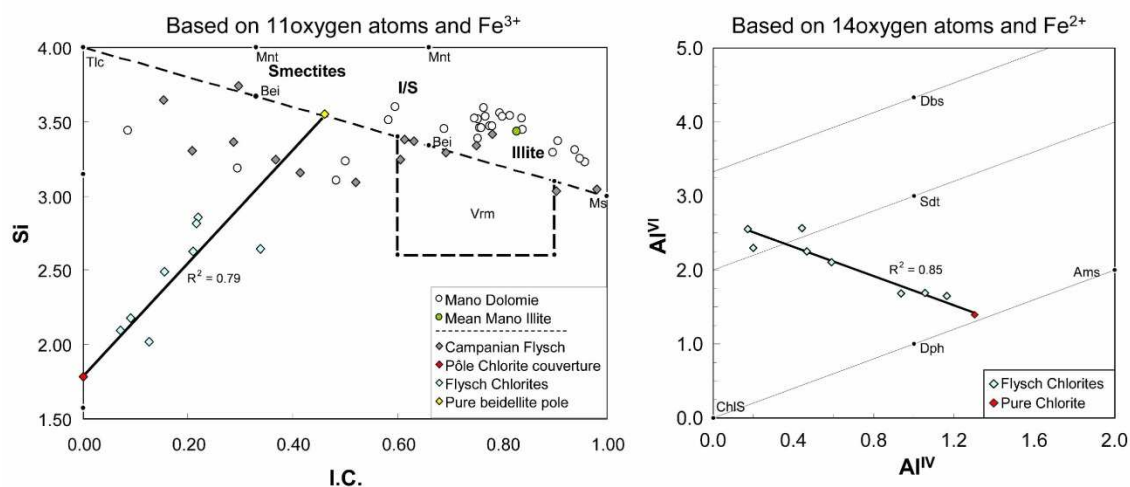 Based on 11oxygen atoms and Fe³⁺
4.00
3.50
3.00
2.50
2.00
1.50
Si
Tlc
Mnt
Mnt
Smectites
Bei
I/S
Bei
Illite
Ms
Vrm
R² = 0.79
Mano Dolomie
Mean Mano Illite
Campanian Flysch
Pôle Chlorite couverture
Flysch Chlorites
Pure beidellite pole
0.00 0.20 0.40 0.60 0.80 1.00
I.C.
Based on 14oxygen atoms and Fe²⁺
5.0
4.0
3.0
2.0
1.0
0.0
Al^VI
Dbs
Sdt
Ams
R² = 0.85
Dph
ChlS
Flysch Chlorites
Pure Chlorite
0.0 0.4 0.8 1.2 1.6 2.0
Al^IV